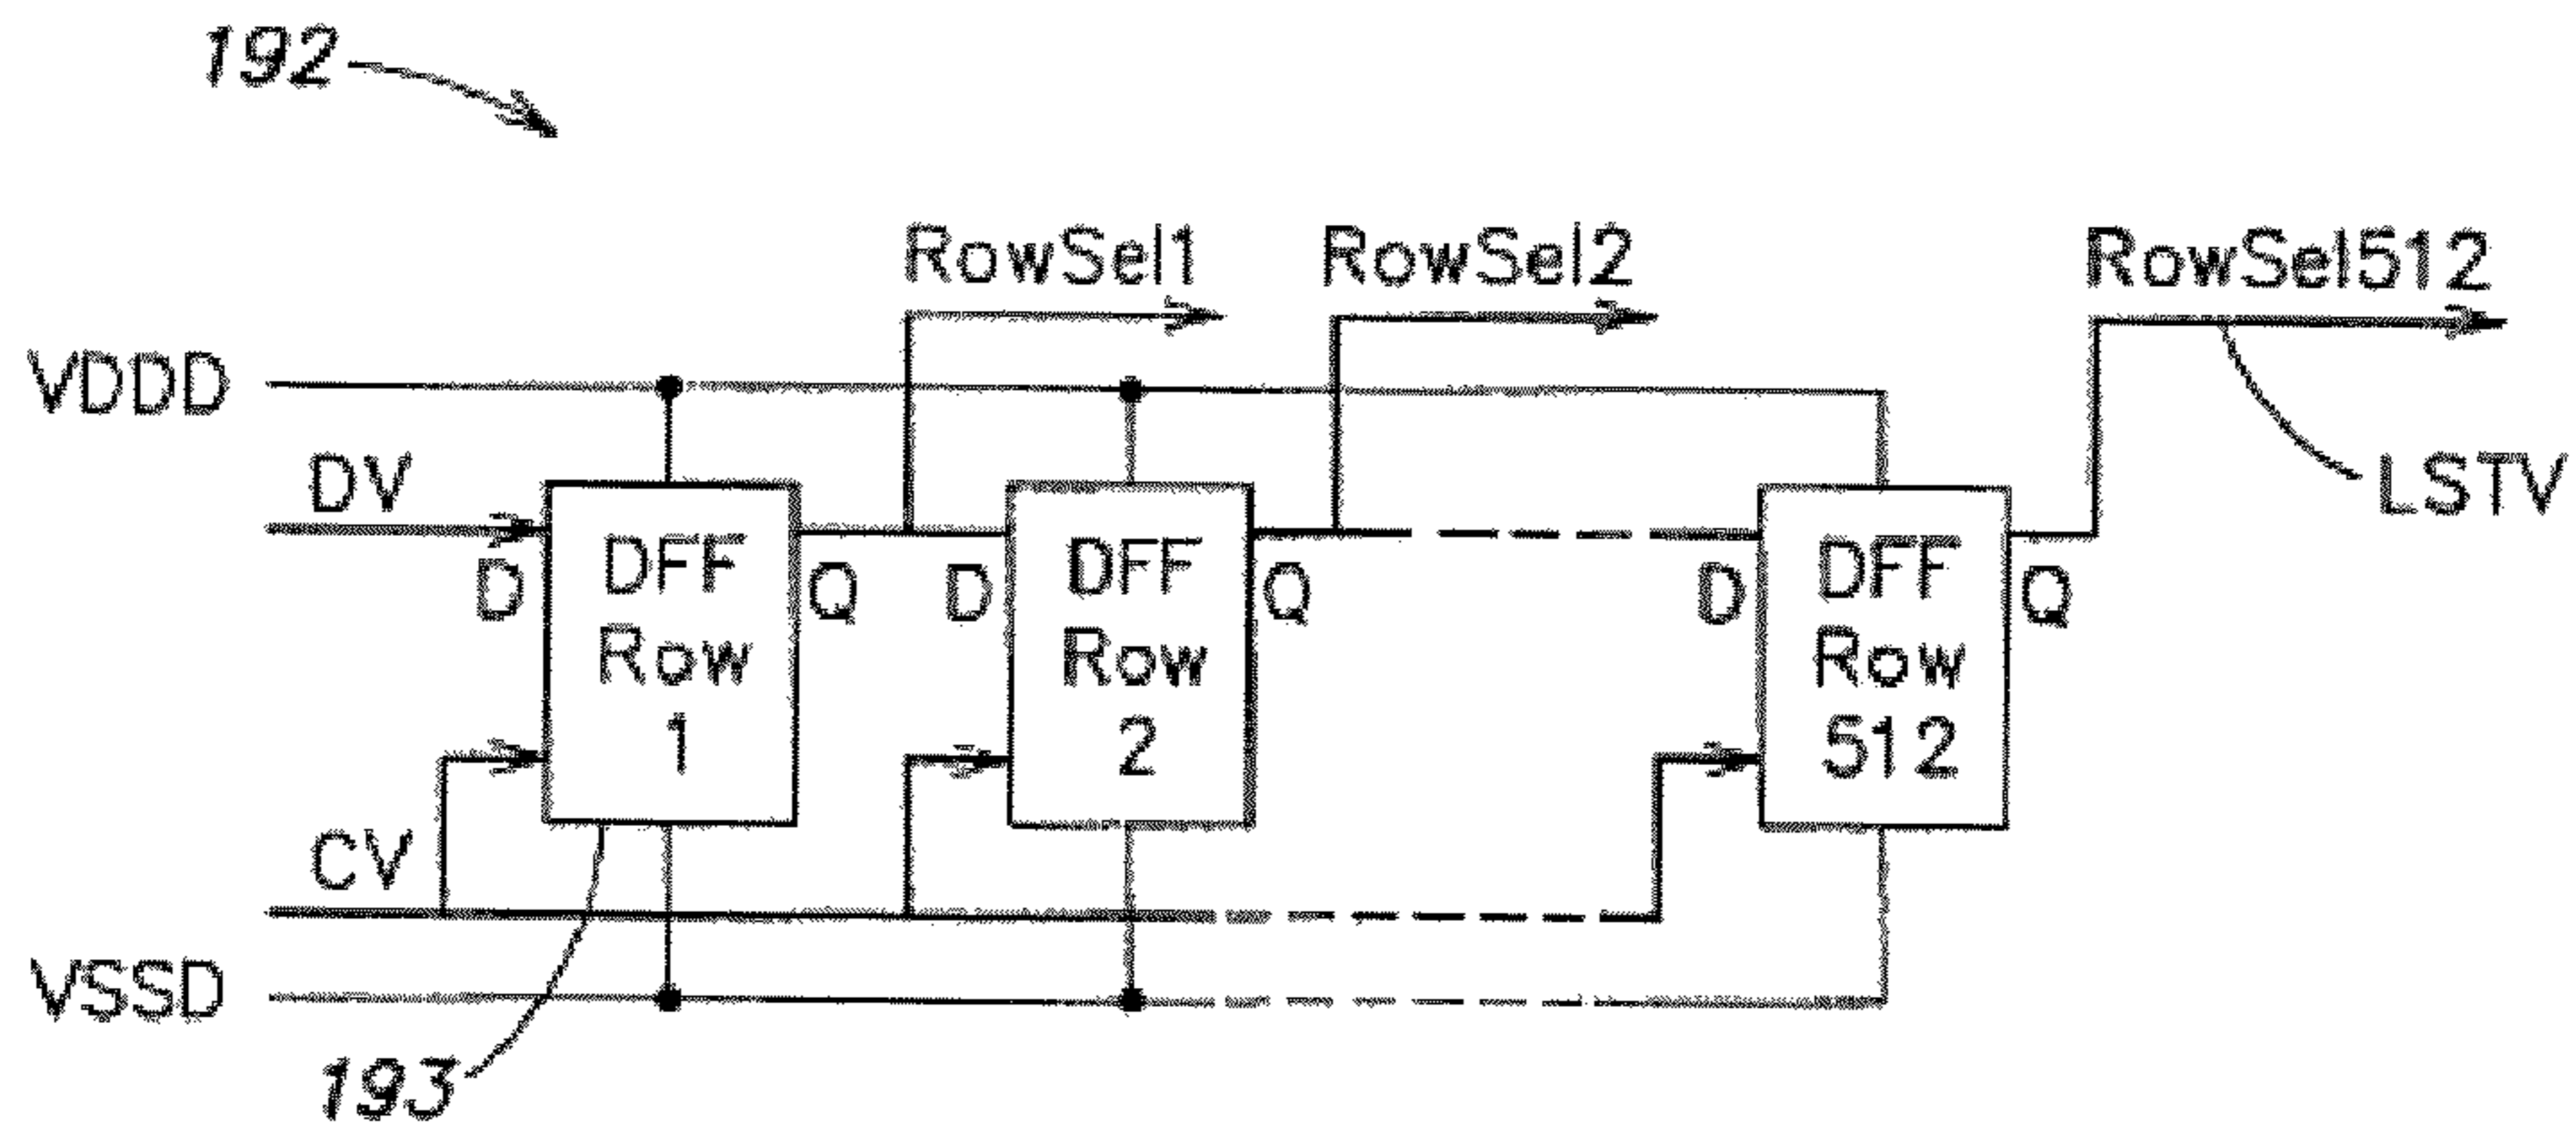 192
RowSel1
RowSel2
RowSel512
VDDD
DV
LSTV
D
DFF
Row
1
Q
D
DFF
Row
2
Q
D
DFF
Row
512
Q
CV
VSSD
193